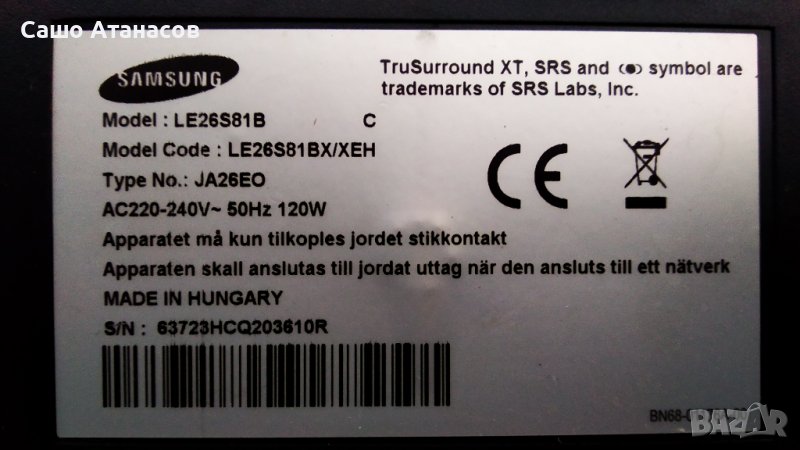 Сашо Атанасов
SAMSUNG
TruSurround XT, SRS and (●) symbol are
trademarks of SRS Labs, Inc.
Model : LE26S81B C
Model Code : LE26S81BX/XEH
Type No.: JA26EO
AC220-240V~ 50Hz 120W
Apparatet må kun tilkoples jordet stikkontakt
Apparaten skall anslutas till jordat uttag när den ansluts till ett nätverk
MADE IN HUNGARY
S/N : 63723HCQ203610R
BAZAR